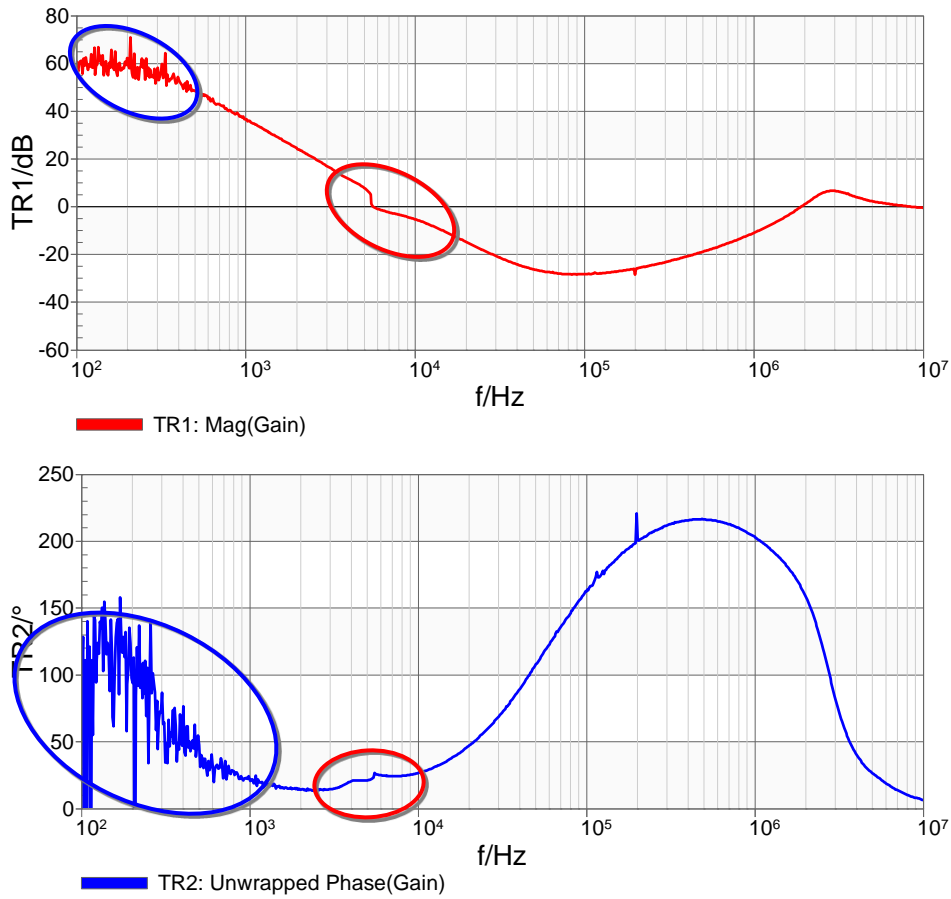 80
60
40
20
0
-20
-40
-60
TR1/dB
10² 10³ 10⁴ 10⁵ 10⁶ 10⁷
f/Hz
TR1: Mag(Gain)
250
200
150
100
50
0
TR2/°
10² 10³ 10⁴ 10⁵ 10⁶ 10⁷
f/Hz
TR2: Unwrapped Phase(Gain)